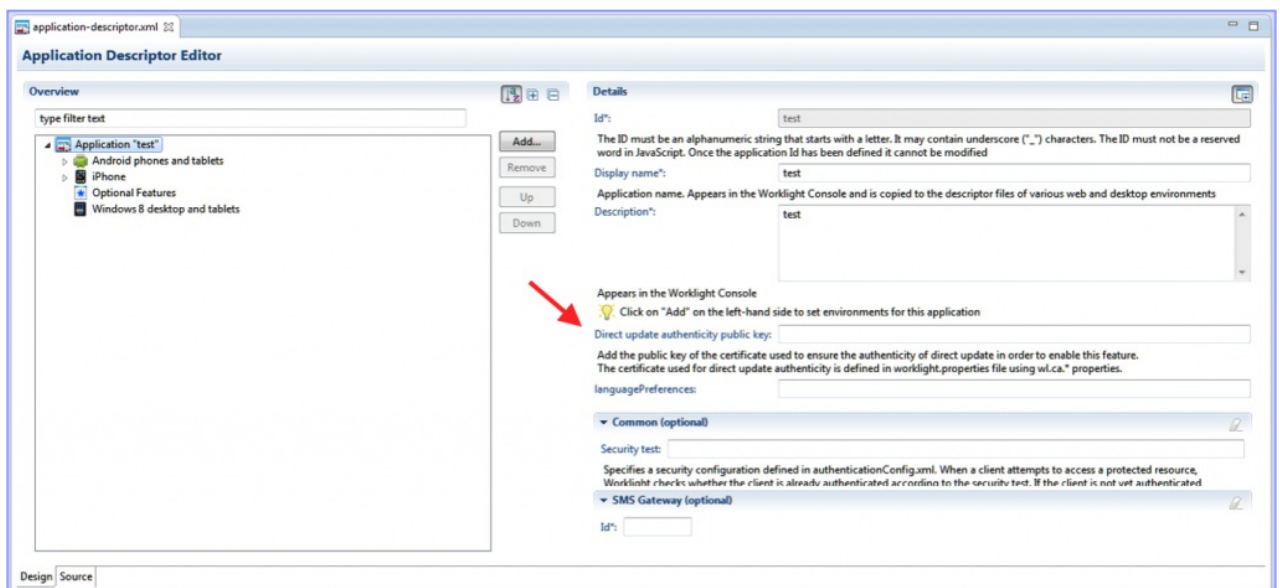 application-descriptor.xml
Application Descriptor Editor
Overview
type filter text
Application "test"
Android phones and tablets
iPhone
Optional Features
Windows 8 desktop and tablets
Add...
Remove
Up
Down
Details
Id*:
test
The ID must be an alphanumeric string that starts with a letter. It may contain underscore ("_") characters. The ID must not be a reserved
word in JavaScript. Once the application Id has been defined it cannot be modified
Display name*:
test
Application name. Appears in the Worklight Console and is copied to the descriptor files of various web and desktop environments
Description*:
test
Appears in the Worklight Console
Click on "Add" on the left-hand side to set environments for this application
Direct update authenticity public key:
Add the public key of the certificate used to ensure the authenticity of direct update in order to enable this feature.
The certificate used for direct update authenticity is defined in worklight.properties file using wl.ca.* properties.
languagePreferences:
Common (optional)
Security test:
Specifies a security configuration defined in authenticationConfig.xml. When a client attempts to access a protected resource,
Worklight checks whether the client is already authenticated according to the security test. If the client is not yet authenticated
SMS Gateway (optional)
Id*:
Design Source